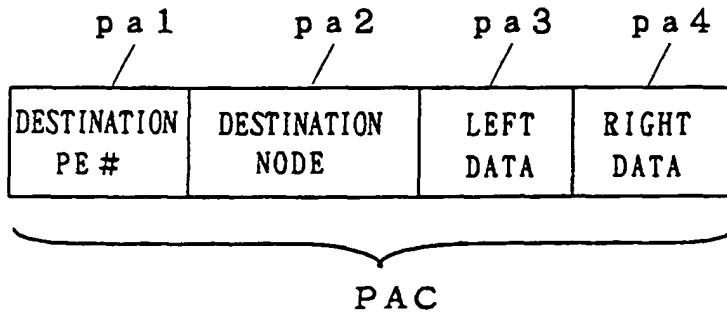 pa1 pa2 pa3 pa4
DESTINATION PE# DESTINATION NODE LEFT DATA RIGHT DATA
PAC